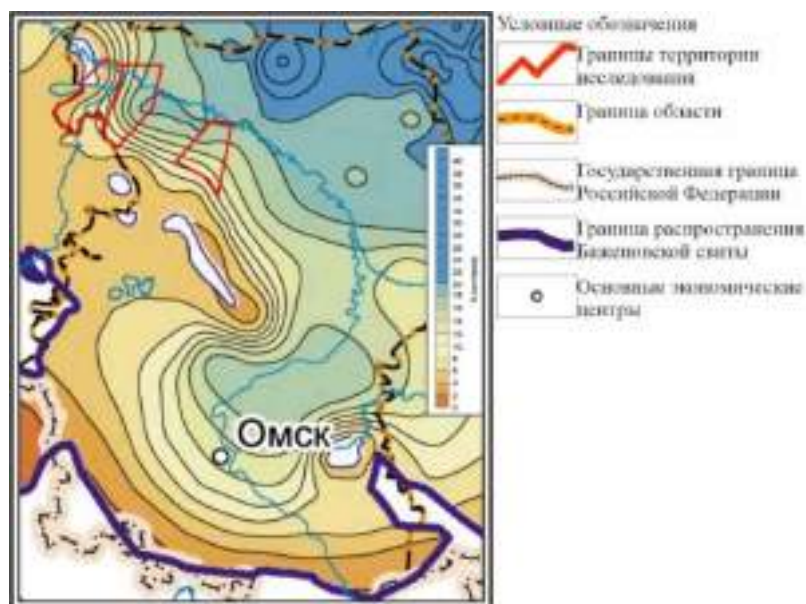 Условные обозначения
Границы территории
исследования
Граница области
Государственная граница
Российской Федерации
Граница распространения
Баженовской свиты
Основные экономические
центры
Омск